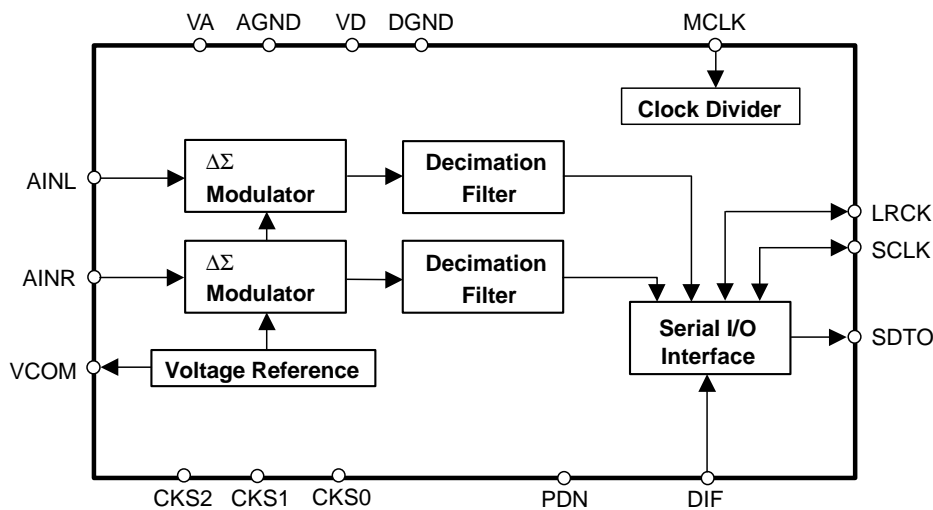 VA AGND VD DGND MCLK
Clock Divider
AINL
ΔΣ
Modulator
Decimation
Filter
LRCK
SCLK
AINR
ΔΣ
Modulator
Decimation
Filter
Serial I/O
Interface
SDTO
VCOM
Voltage Reference
CKS2 CKS1 CKS0 PDN DIF